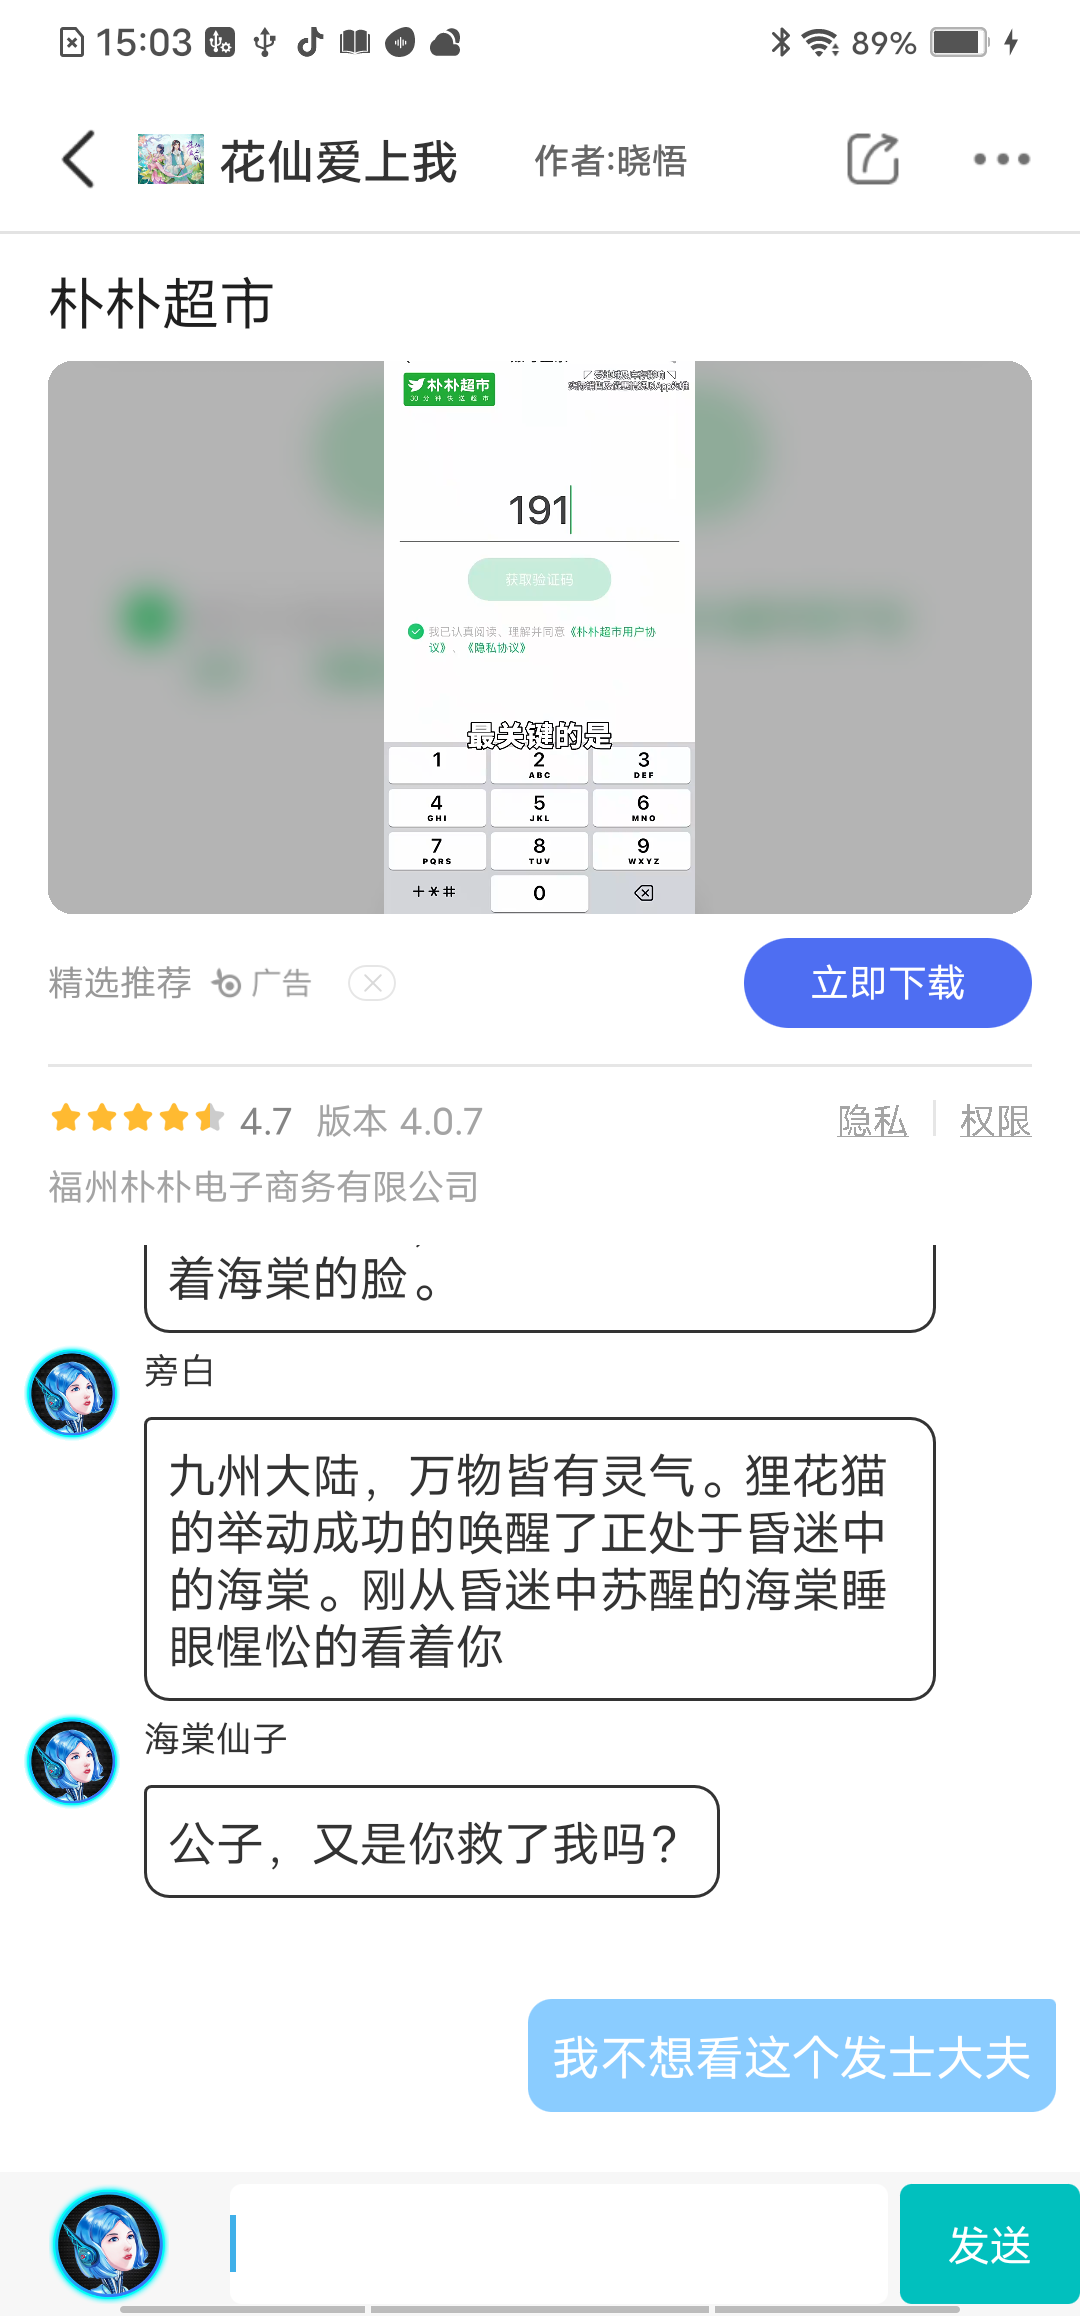 15:03
89%
花仙爱上我
作者:晓悟
朴朴超市
朴朴超市
30分钟快送超市
191
获取验证码
我已认真阅读、理解并同意《朴朴超市用户协
议》、《隐私协议》
最关键的是
1
2
ABC
3
DEF
4
GHI
5
JKL
6
MNO
7
PQRS
8
TUV
9
WXYZ
+*#
0
精选推荐 广告
立即下载
4.7 版本 4.0.7
隐私 权限
福州朴朴电子商务有限公司
着海棠的脸。
旁白
九州大陆，万物皆有灵气。狸花猫
的举动成功的唤醒了正处于昏迷中
的海棠。刚从昏迷中苏醒的海棠睡
眼惺忪的看着你
海棠仙子
公子，又是你救了我吗？
我不想看这个发士大夫
发送